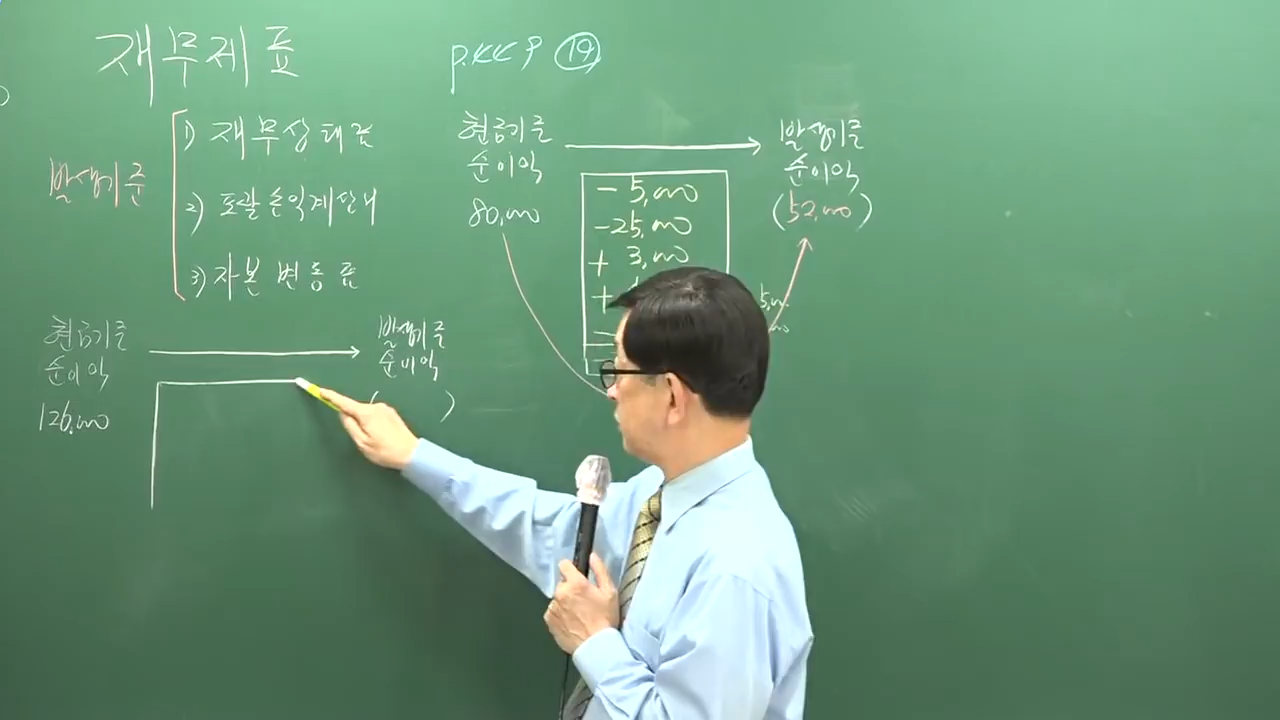 재무제표
발생기준
1) 재무상태표
2) 포괄손익계산서
3) 자본변동표
현금기준
순이익
126,000
발생기준
순이익
(   )
⑲
현금기준
순이익
80,000
- 5,000
-25,000
+ 3,000
+
발생기준
순이익
(52,000)